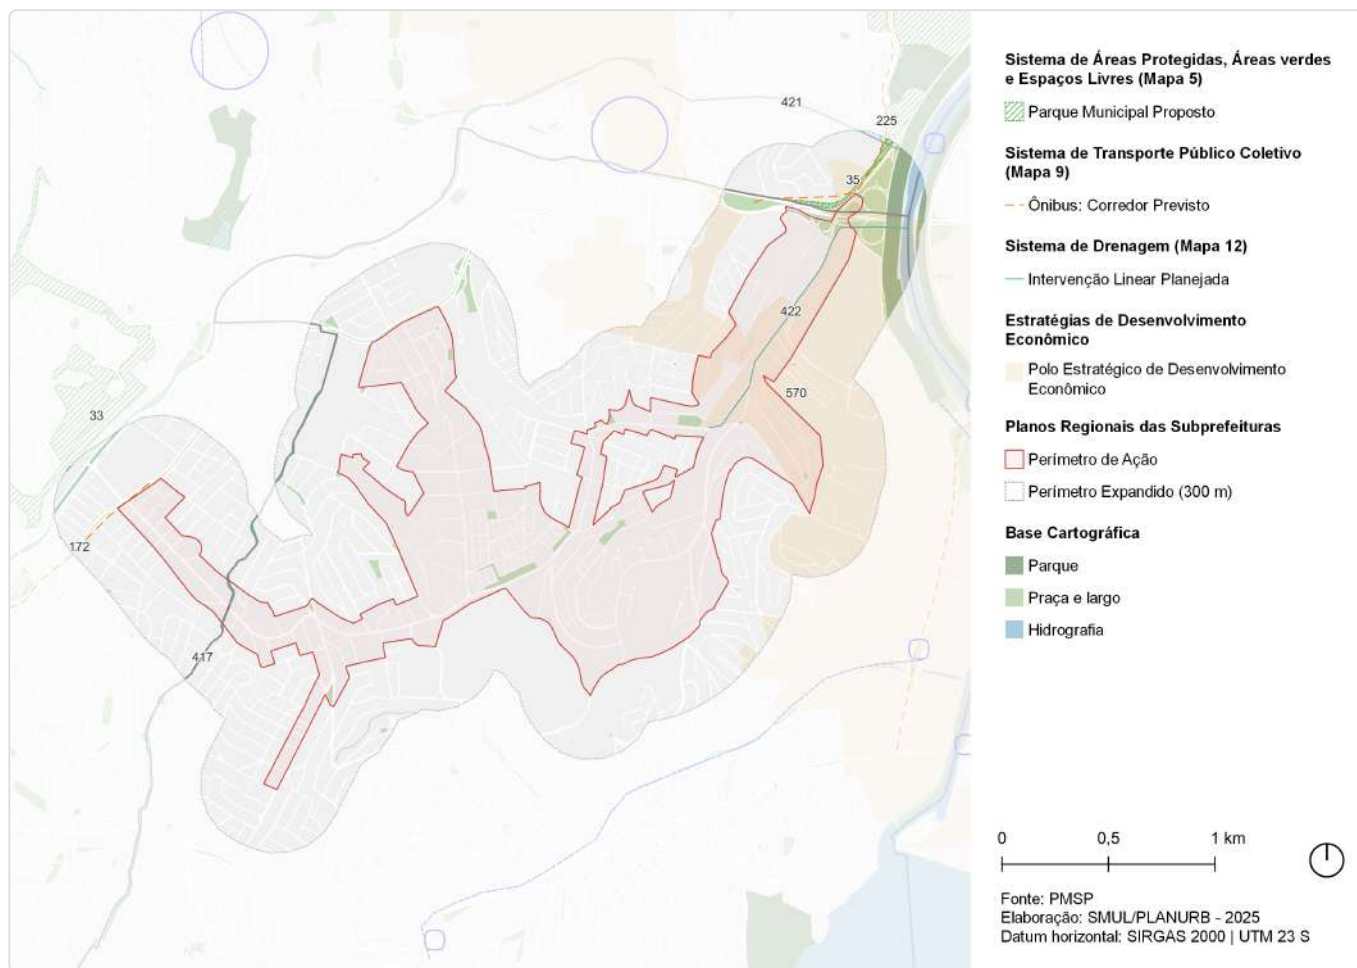 421
225
35
422
570
33
172
417
Sistema de Áreas Protegidas, Áreas verdes
e Espaços Livres (Mapa 5)
Parque Municipal Proposto
Sistema de Transporte Público Coletivo
(Mapa 9)
Ônibus: Corredor Previsto
Sistema de Drenagem (Mapa 12)
Intervenção Linear Planejada
Estratégias de Desenvolvimento
Econômico
Polo Estratégico de Desenvolvimento
Econômico
Planos Regionais das Subprefeituras
Perímetro de Ação
Perímetro Expandido (300 m)
Base Cartográfica
Parque
Praça e largo
Hidrografia
0 0,5 1 km
Fonte: PMSP
Elaboração: SMUL/PLANURB - 2025
Datum horizontal: SIRGAS 2000 | UTM 23 S